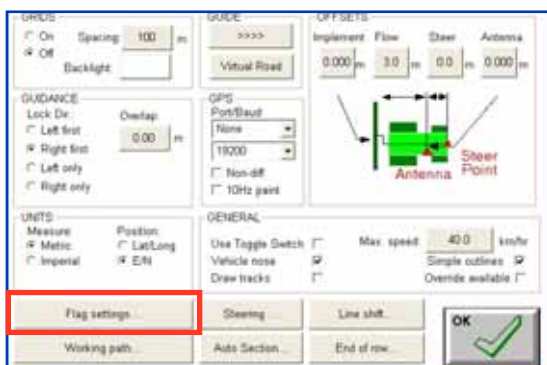 GRIDS
On Spacing 100 m
Off
Backlight
GUIDE
>>>>
Virtual Road
OFFSETS
Implement Flow Steer Antenna
0.000 m 3.0 m 0.0 m 0.000 m
Antenna
Steer Point
GUIDANCE
Lock Dir.: Overlap:
Left first 0.00 m
Right first
Left only
Right only
GPS
Port/Baud
None
19200
Non-diff
10Hz paint
UNITS
Measure Position:
Metric Lat/Long
Imperial E/N
GENERAL
Use Toggle Switch Max. speed: 40.0 km/hr
Vehicle nose Simple outlines
Draw tracks Override available
Flag settings... Steering... Line shift...
Working path... Auto Section... End of row...
OK